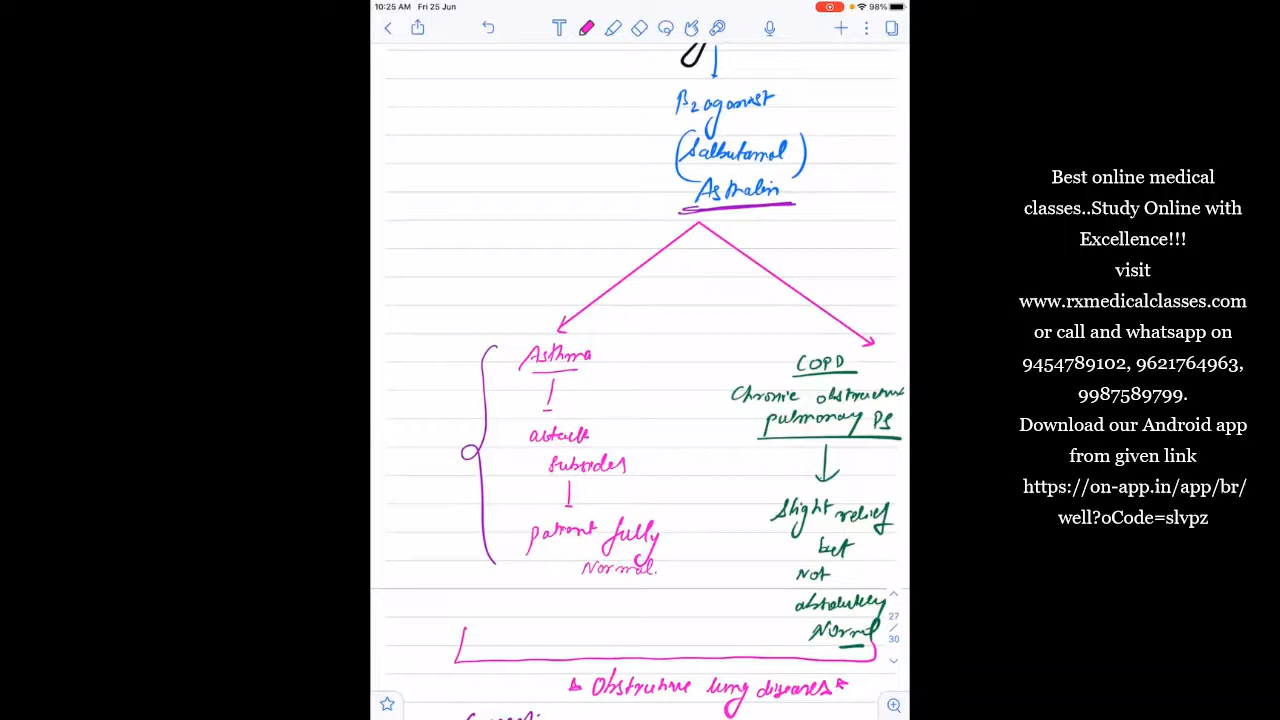 10:25 AM Fri 25 Jun
98%
β2 agonist
(Salbutamol)
Asthalin
Asthma
attack
subsides
patient fully
Normal.
COPD
Chronic obstructive
pulmonary Ds
Slight relief
but
Not
absolutely
Normal
27
/
30
* Obstructive lung diseases *
Best online medical
classes..Study Online with
Excellence!!!
visit
www.rxmedicalclasses.com
or call and whatsapp on
9454789102, 9621764963,
9987589799.
Download our Android app
from given link
https://on-app.in/app/br/
well?oCode=slvpz